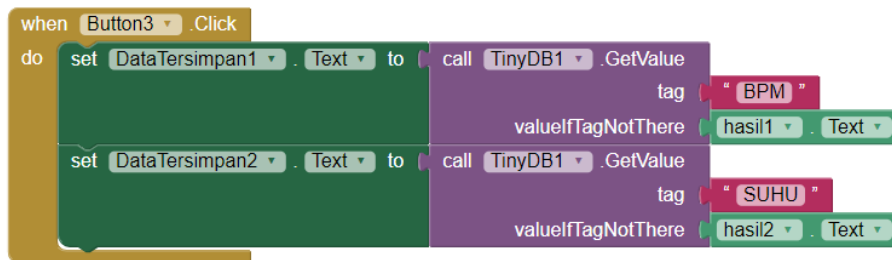 when Button3 .Click
do set DataTersimpan1 . Text to call TinyDB1 .GetValue
tag " BPM "
valueIfTagNotThere hasil1 . Text
set DataTersimpan2 . Text to call TinyDB1 .GetValue
tag " SUHU "
valueIfTagNotThere hasil2 . Text